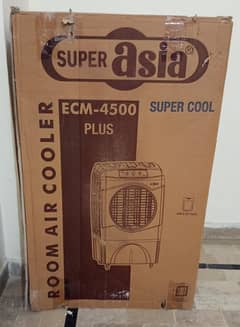 SUPER asia®
ECM-4500
PLUS
SUPER COOL
ROOM AIR COOLER